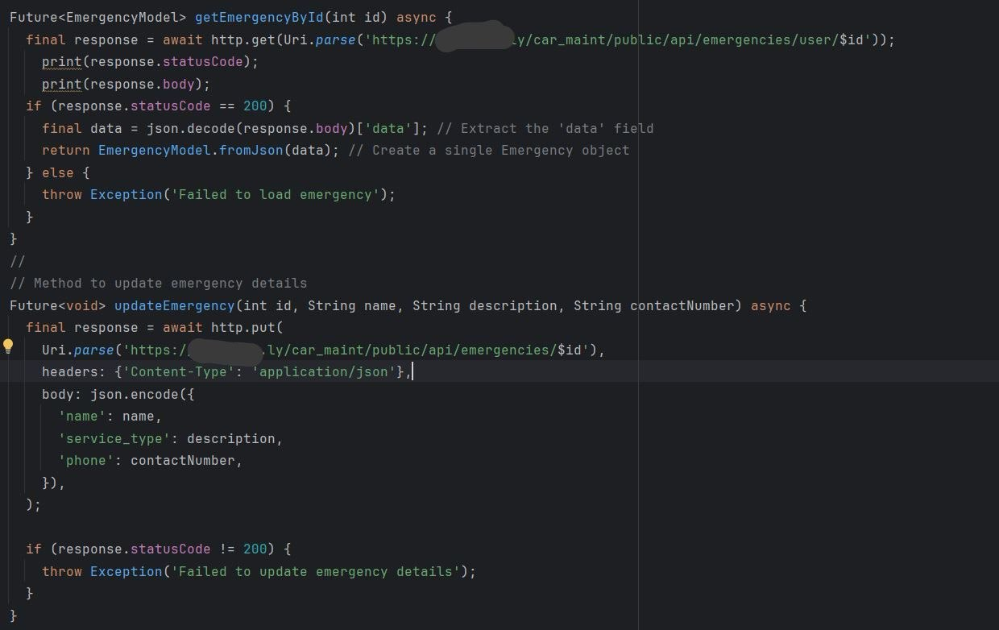 Future<EmergencyModel> getEmergencyById(int id) async {
final response = await http.get(Uri.parse('https:// ly/car_maint/public/api/emergencies/user/$id'));
print(response.statusCode);
print(response.body);
if (response.statusCode == 200) {
final data = json.decode(response.body)['data']; // Extract the 'data' field
return EmergencyModel.fromJson(data); // Create a single Emergency object
} else {
throw Exception('Failed to load emergency');
}
}
//
// Method to update emergency details
Future<void> updateEmergency(int id, String name, String description, String contactNumber) async {
final response = await http.put(
Uri.parse('https:/ .ly/car_maint/public/api/emergencies/$id'),
headers: {'Content-Type': 'application/json'},
body: json.encode({
'name': name,
'service_type': description,
'phone': contactNumber,
}),
);
if (response.statusCode != 200) {
throw Exception('Failed to update emergency details');
}
}